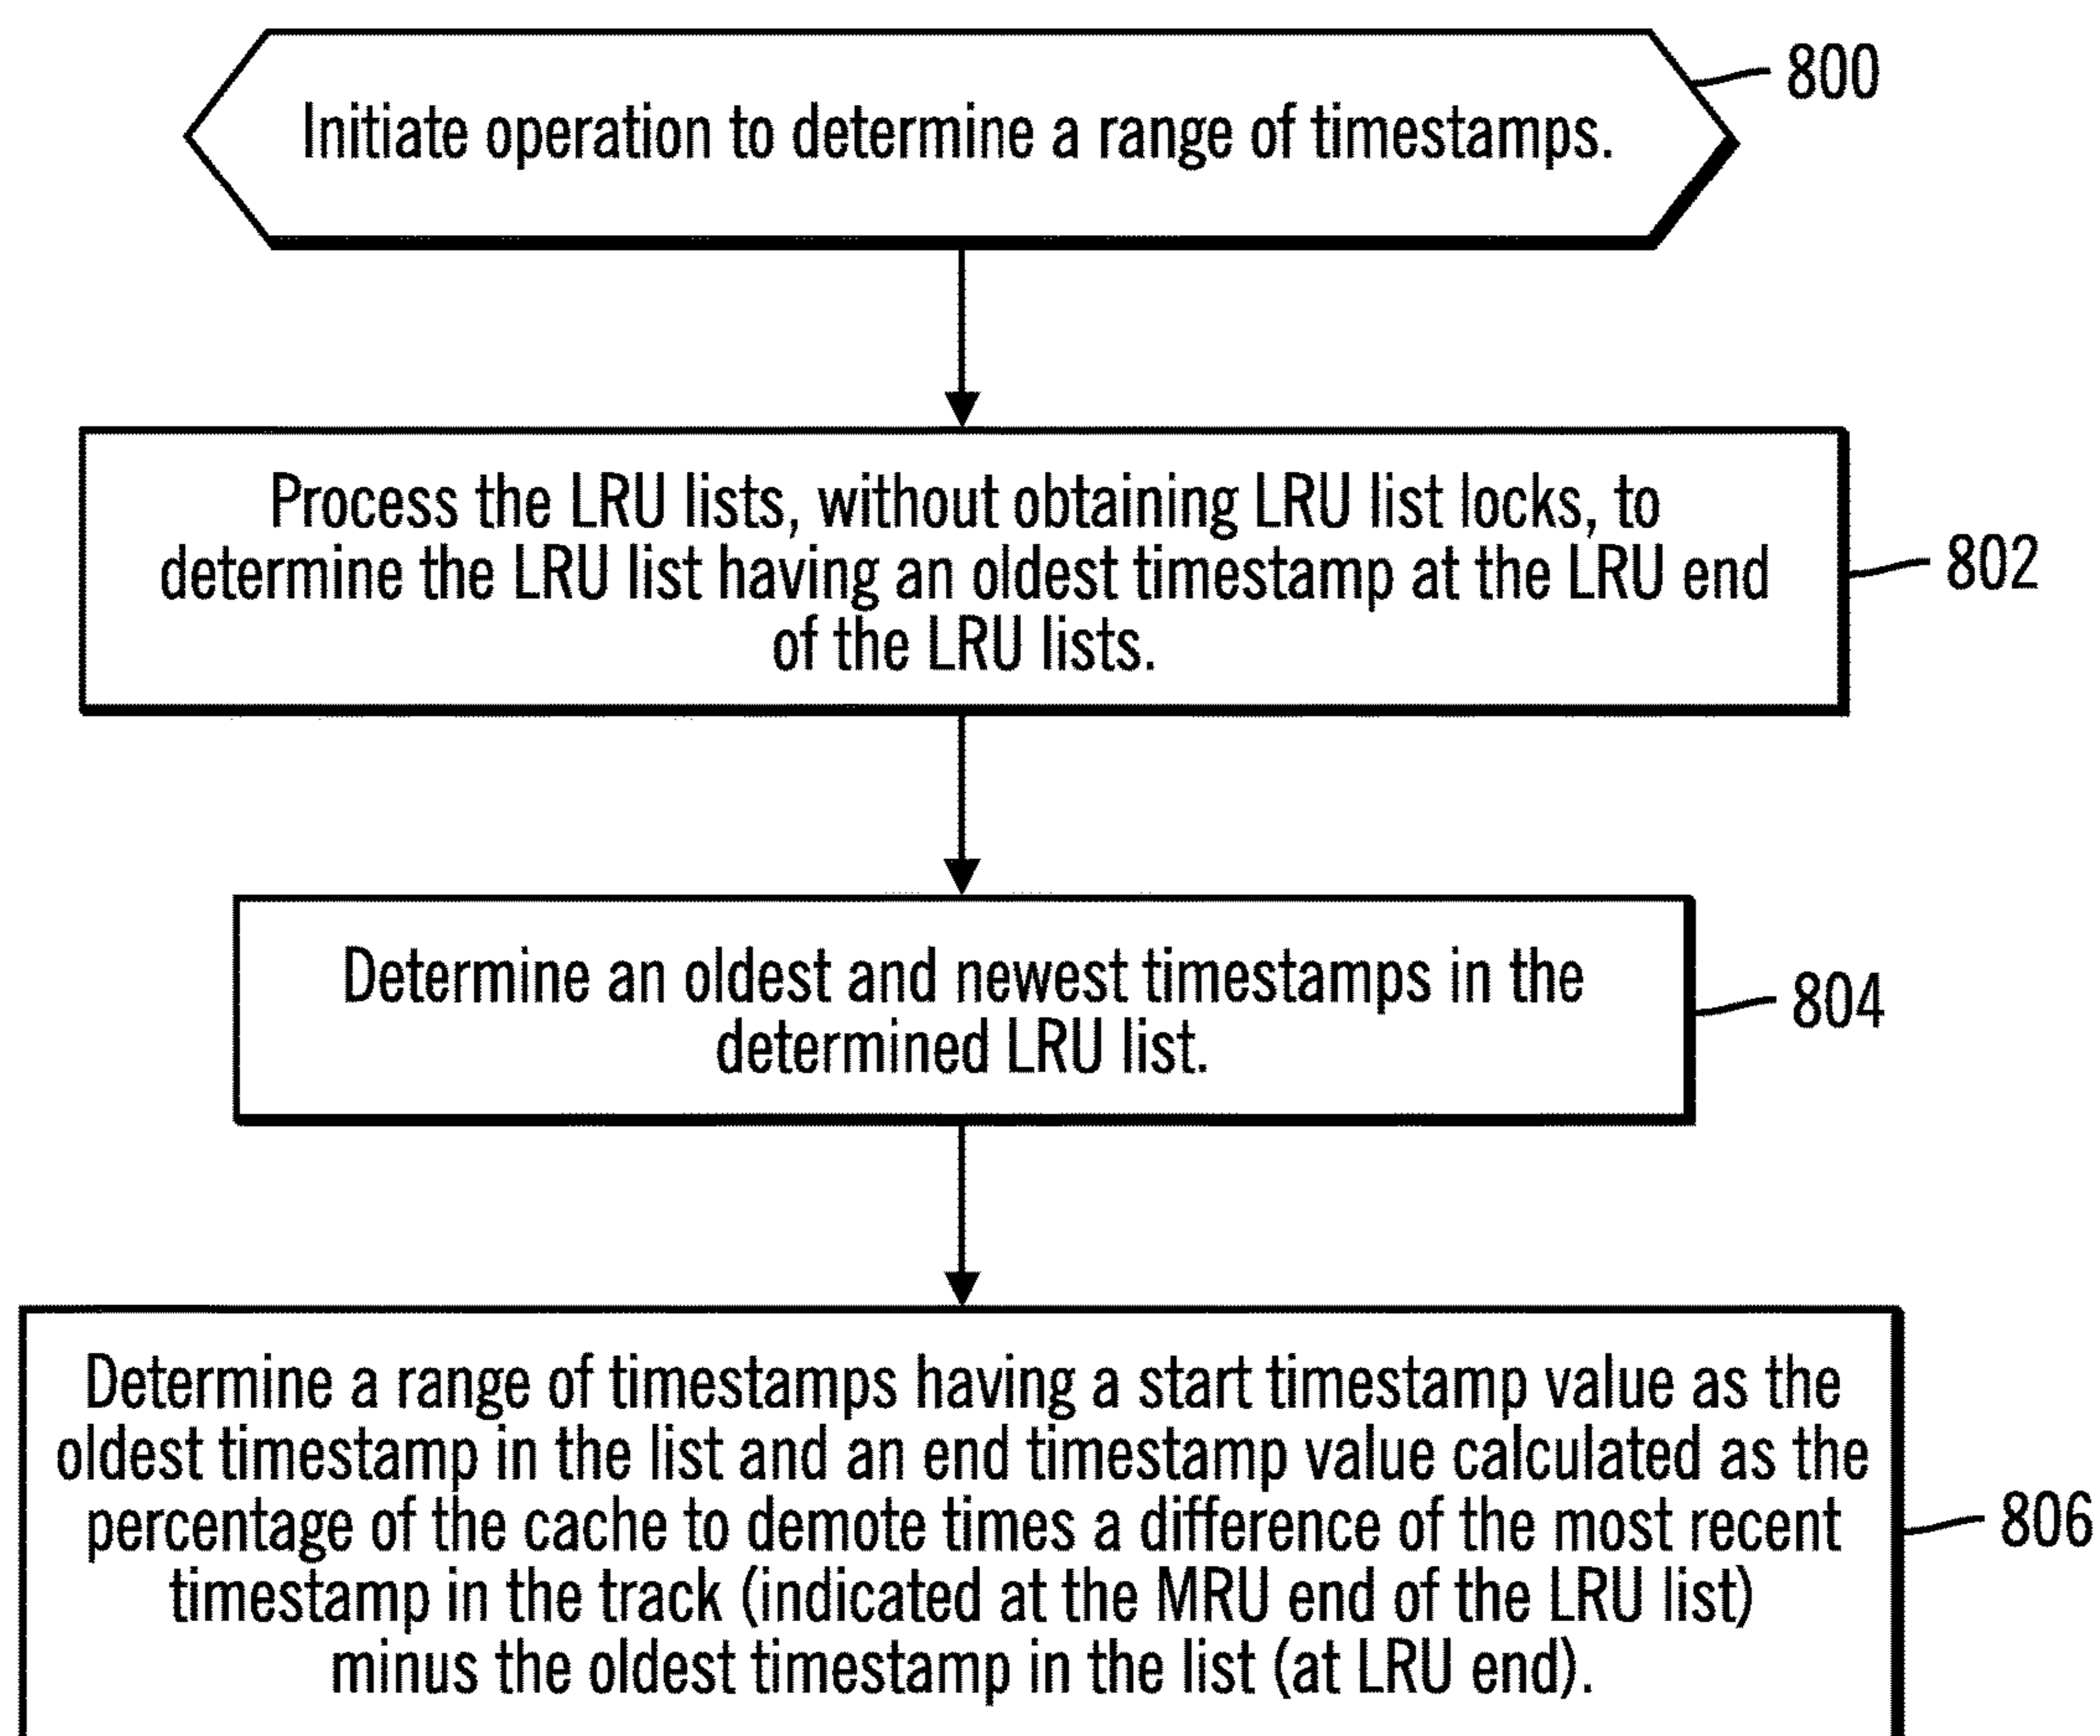 Initiate operation to determine a range of timestamps.
800
Process the LRU lists, without obtaining LRU list locks, to
determine the LRU list having an oldest timestamp at the LRU end
of the LRU lists.
802
Determine an oldest and newest timestamps in the
determined LRU list.
804
Determine a range of timestamps having a start timestamp value as the
oldest timestamp in the list and an end timestamp value calculated as the
percentage of the cache to demote times a difference of the most recent
timestamp in the track (indicated at the MRU end of the LRU list)
minus the oldest timestamp in the list (at LRU end).
806